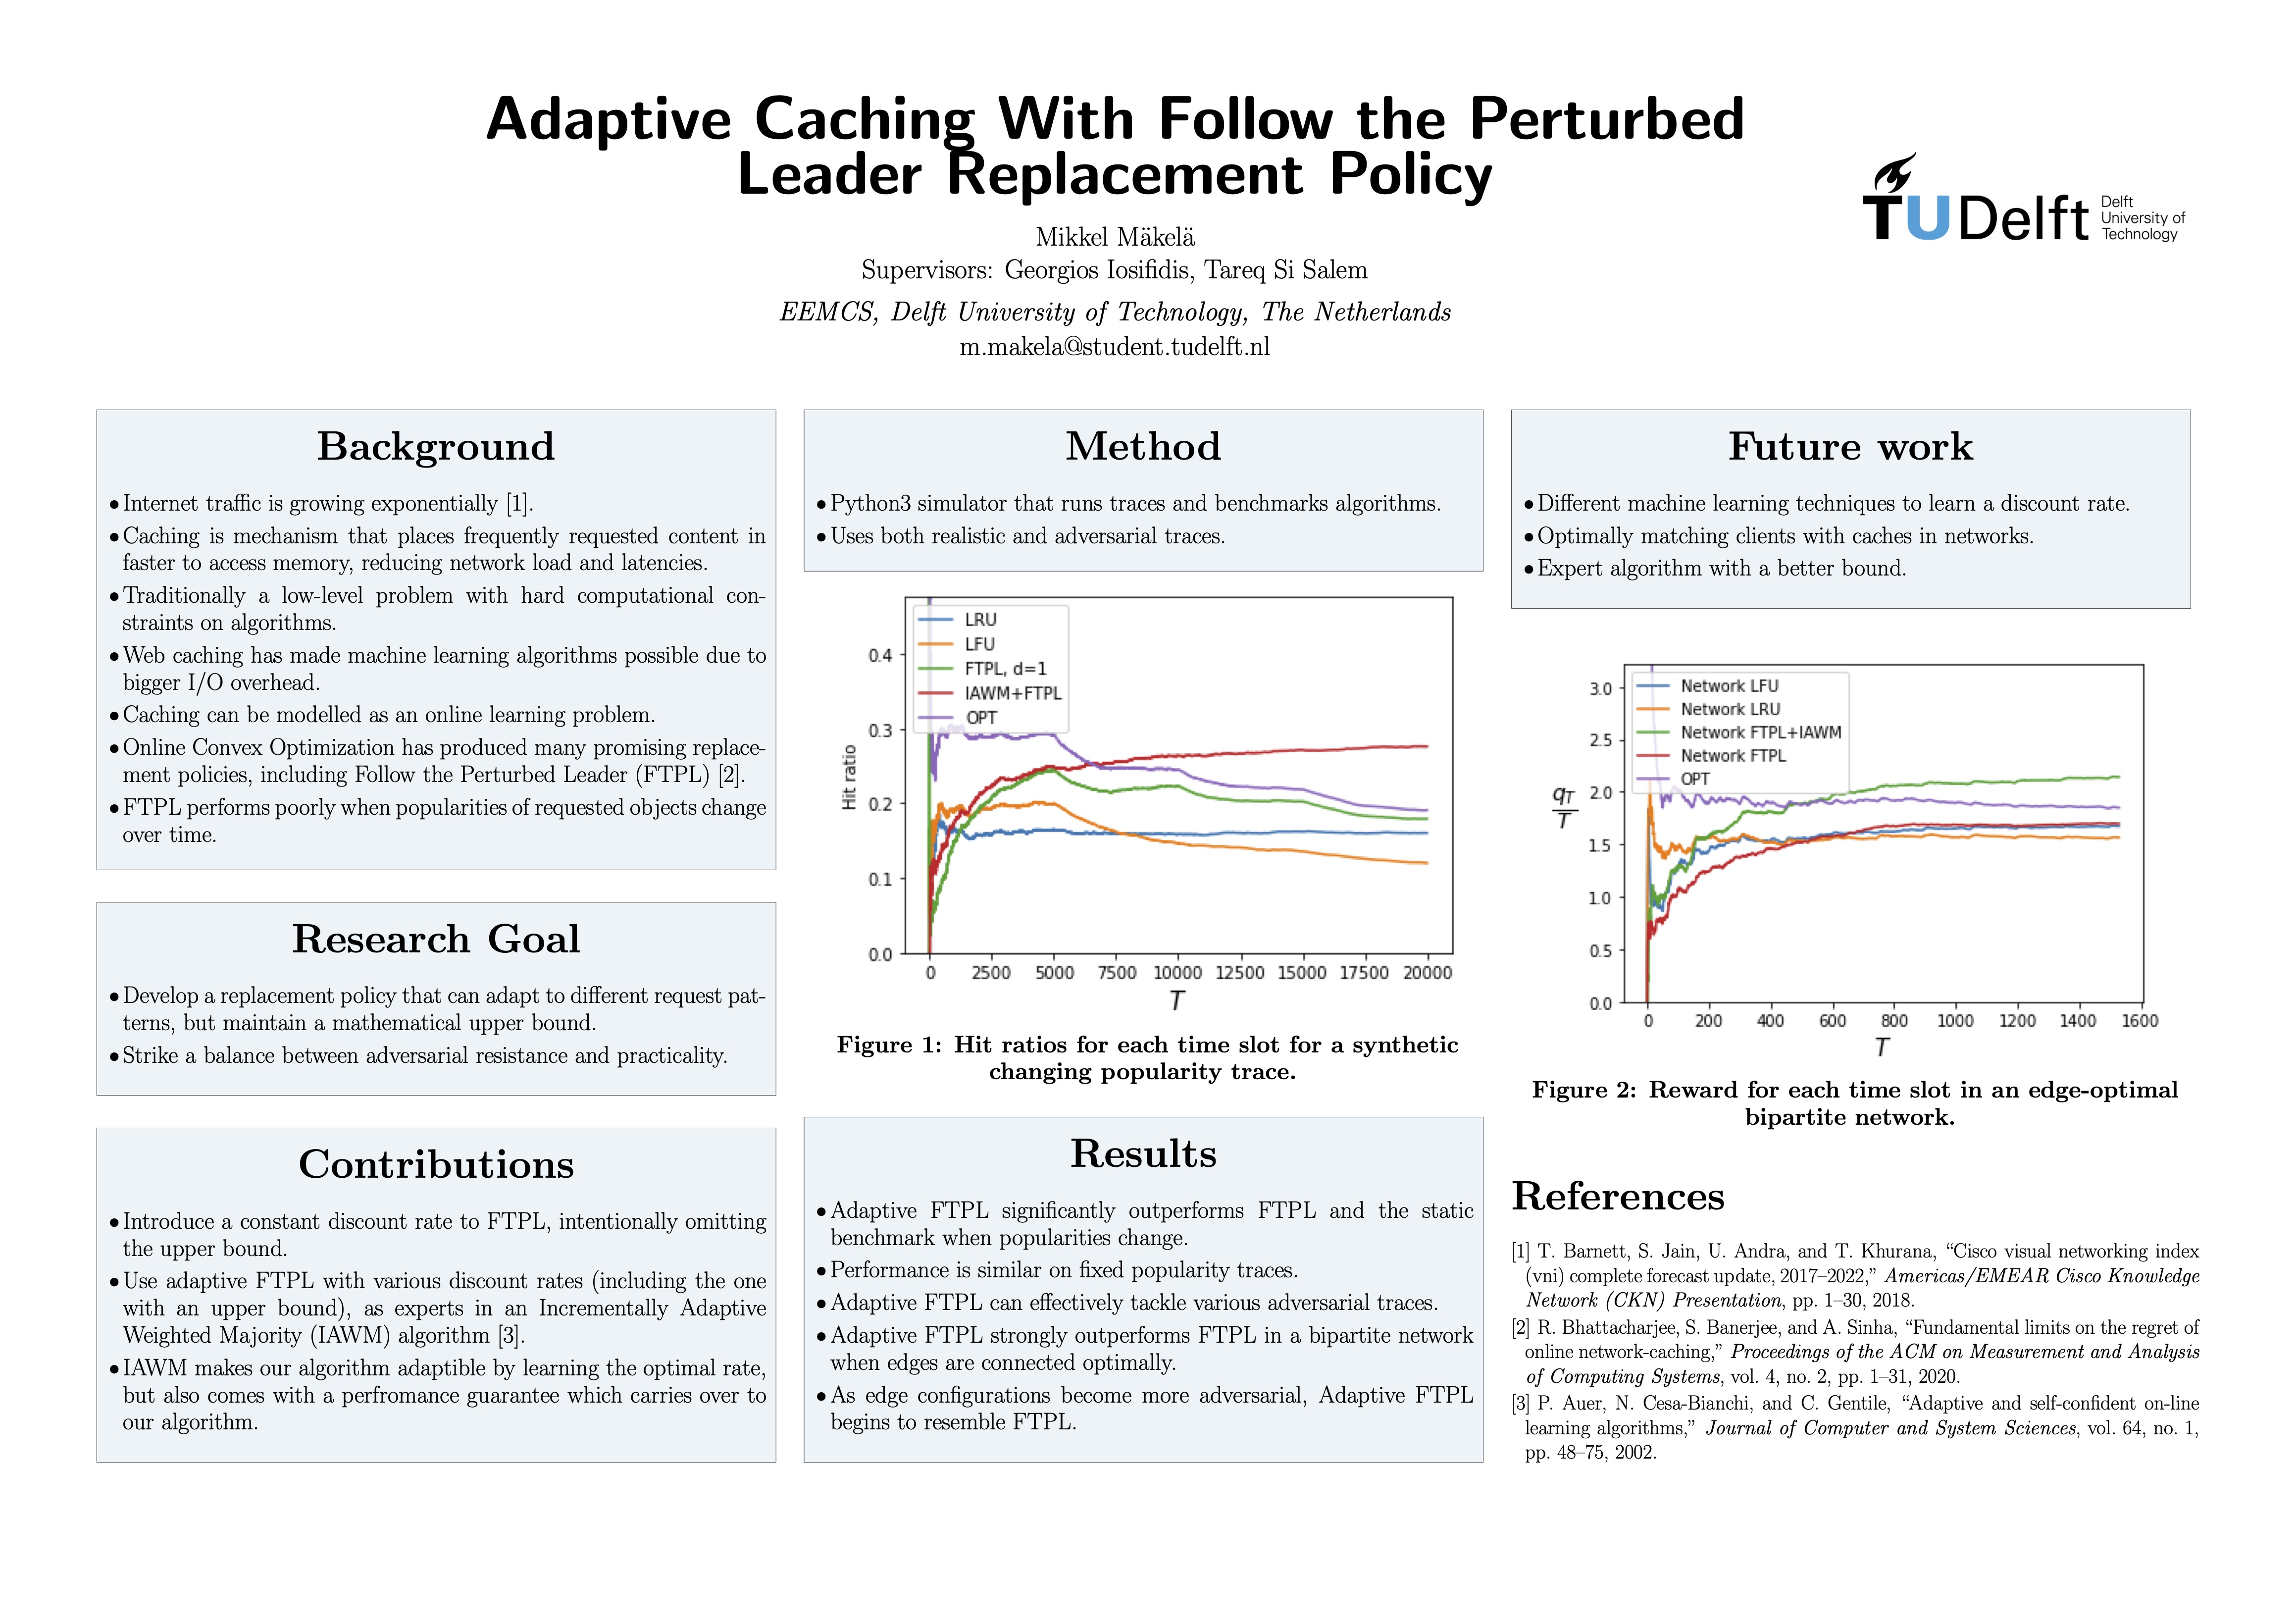 Adaptive Caching With Follow the Perturbed
Leader Replacement Policy
Mikkel Mäkelä
Supervisors: Georgios Iosifidis, Tareq Si Salem
EEMCS, Delft University of Technology, The Netherlands
m.makela@student.tudelft.nl
TUDelft
Delft
University of
Technology
Background
•Internet traffic is growing exponentially [1].
•Caching is mechanism that places frequently requested content in
faster to access memory, reducing network load and latencies.
•Traditionally a low-level problem with hard computational con-
straints on algorithms.
•Web caching has made machine learning algorithms possible due to
bigger I/O overhead.
•Caching can be modelled as an online learning problem.
•Online Convex Optimization has produced many promising replace-
ment policies, including Follow the Perturbed Leader (FTPL) [2].
•FTPL performs poorly when popularities of requested objects change
over time.
Research Goal
•Develop a replacement policy that can adapt to different request pat-
terns, but maintain a mathematical upper bound.
•Strike a balance between adversarial resistance and practicality.
Contributions
•Introduce a constant discount rate to FTPL, intentionally omitting
the upper bound.
•Use adaptive FTPL with various discount rates (including the one
with an upper bound), as experts in an Incrementally Adaptive
Weighted Majority (IAWM) algorithm [3].
•IAWM makes our algorithm adaptible by learning the optimal rate,
but also comes with a perfromance guarantee which carries over to
our algorithm.
Method
•Python3 simulator that runs traces and benchmarks algorithms.
•Uses both realistic and adversarial traces.
LRU
LFU
FTPL, d=1
IAWM+FTPL
OPT
Hit ratio
0.4
0.3
0.2
0.1
0.0
0 2500 5000 7500 10000 12500 15000 17500 20000
T
Figure 1: Hit ratios for each time slot for a synthetic
changing popularity trace.
Results
•Adaptive FTPL significantly outperforms FTPL and the static
benchmark when popularities change.
•Performance is similar on fixed popularity traces.
•Adaptive FTPL can effectively tackle various adversarial traces.
•Adaptive FTPL strongly outperforms FTPL in a bipartite network
when edges are connected optimally.
•As edge configurations become more adversarial, Adaptive FTPL
begins to resemble FTPL.
Future work
•Different machine learning techniques to learn a discount rate.
•Optimally matching clients with caches in networks.
•Expert algorithm with a better bound.
Network LFU
Network LRU
Network FTPL+IAWM
Network FTPL
OPT
qT
T
3.0
2.5
2.0
1.5
1.0
0.5
0.0
0 200 400 600 800 1000 1200 1400 1600
T
Figure 2: Reward for each time slot in an edge-optimal
bipartite network.
References
[1] T. Barnett, S. Jain, U. Andra, and T. Khurana, “Cisco visual networking index
(vni) complete forecast update, 2017–2022,” Americas/EMEAR Cisco Knowledge
Network (CKN) Presentation, pp. 1–30, 2018.
[2] R. Bhattacharjee, S. Banerjee, and A. Sinha, “Fundamental limits on the regret of
online network-caching,” Proceedings of the ACM on Measurement and Analysis
of Computing Systems, vol. 4, no. 2, pp. 1–31, 2020.
[3] P. Auer, N. Cesa-Bianchi, and C. Gentile, “Adaptive and self-confident on-line
learning algorithms,” Journal of Computer and System Sciences, vol. 64, no. 1,
pp. 48–75, 2002.